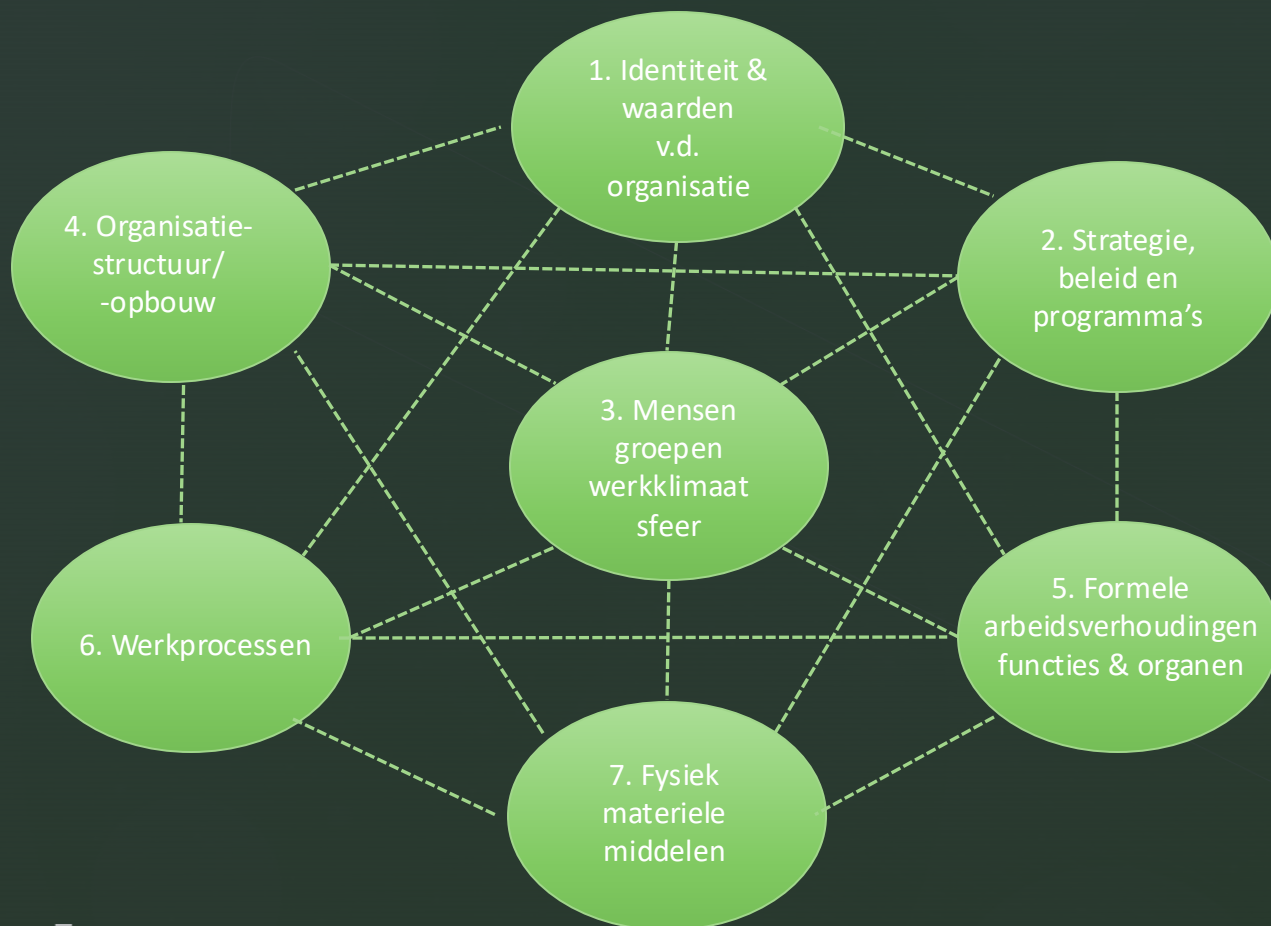 1. Identiteit &
waarden
v.d.
organisatie
4. Organisatie-
structuur/
-opbouw
2. Strategie,
beleid en
programma’s
3. Mensen
groepen
werkklimaat
sfeer
5. Formele
arbeidsverhoudingen
functies & organen
6. Werkprocessen
7. Fysiek
materiele
middelen